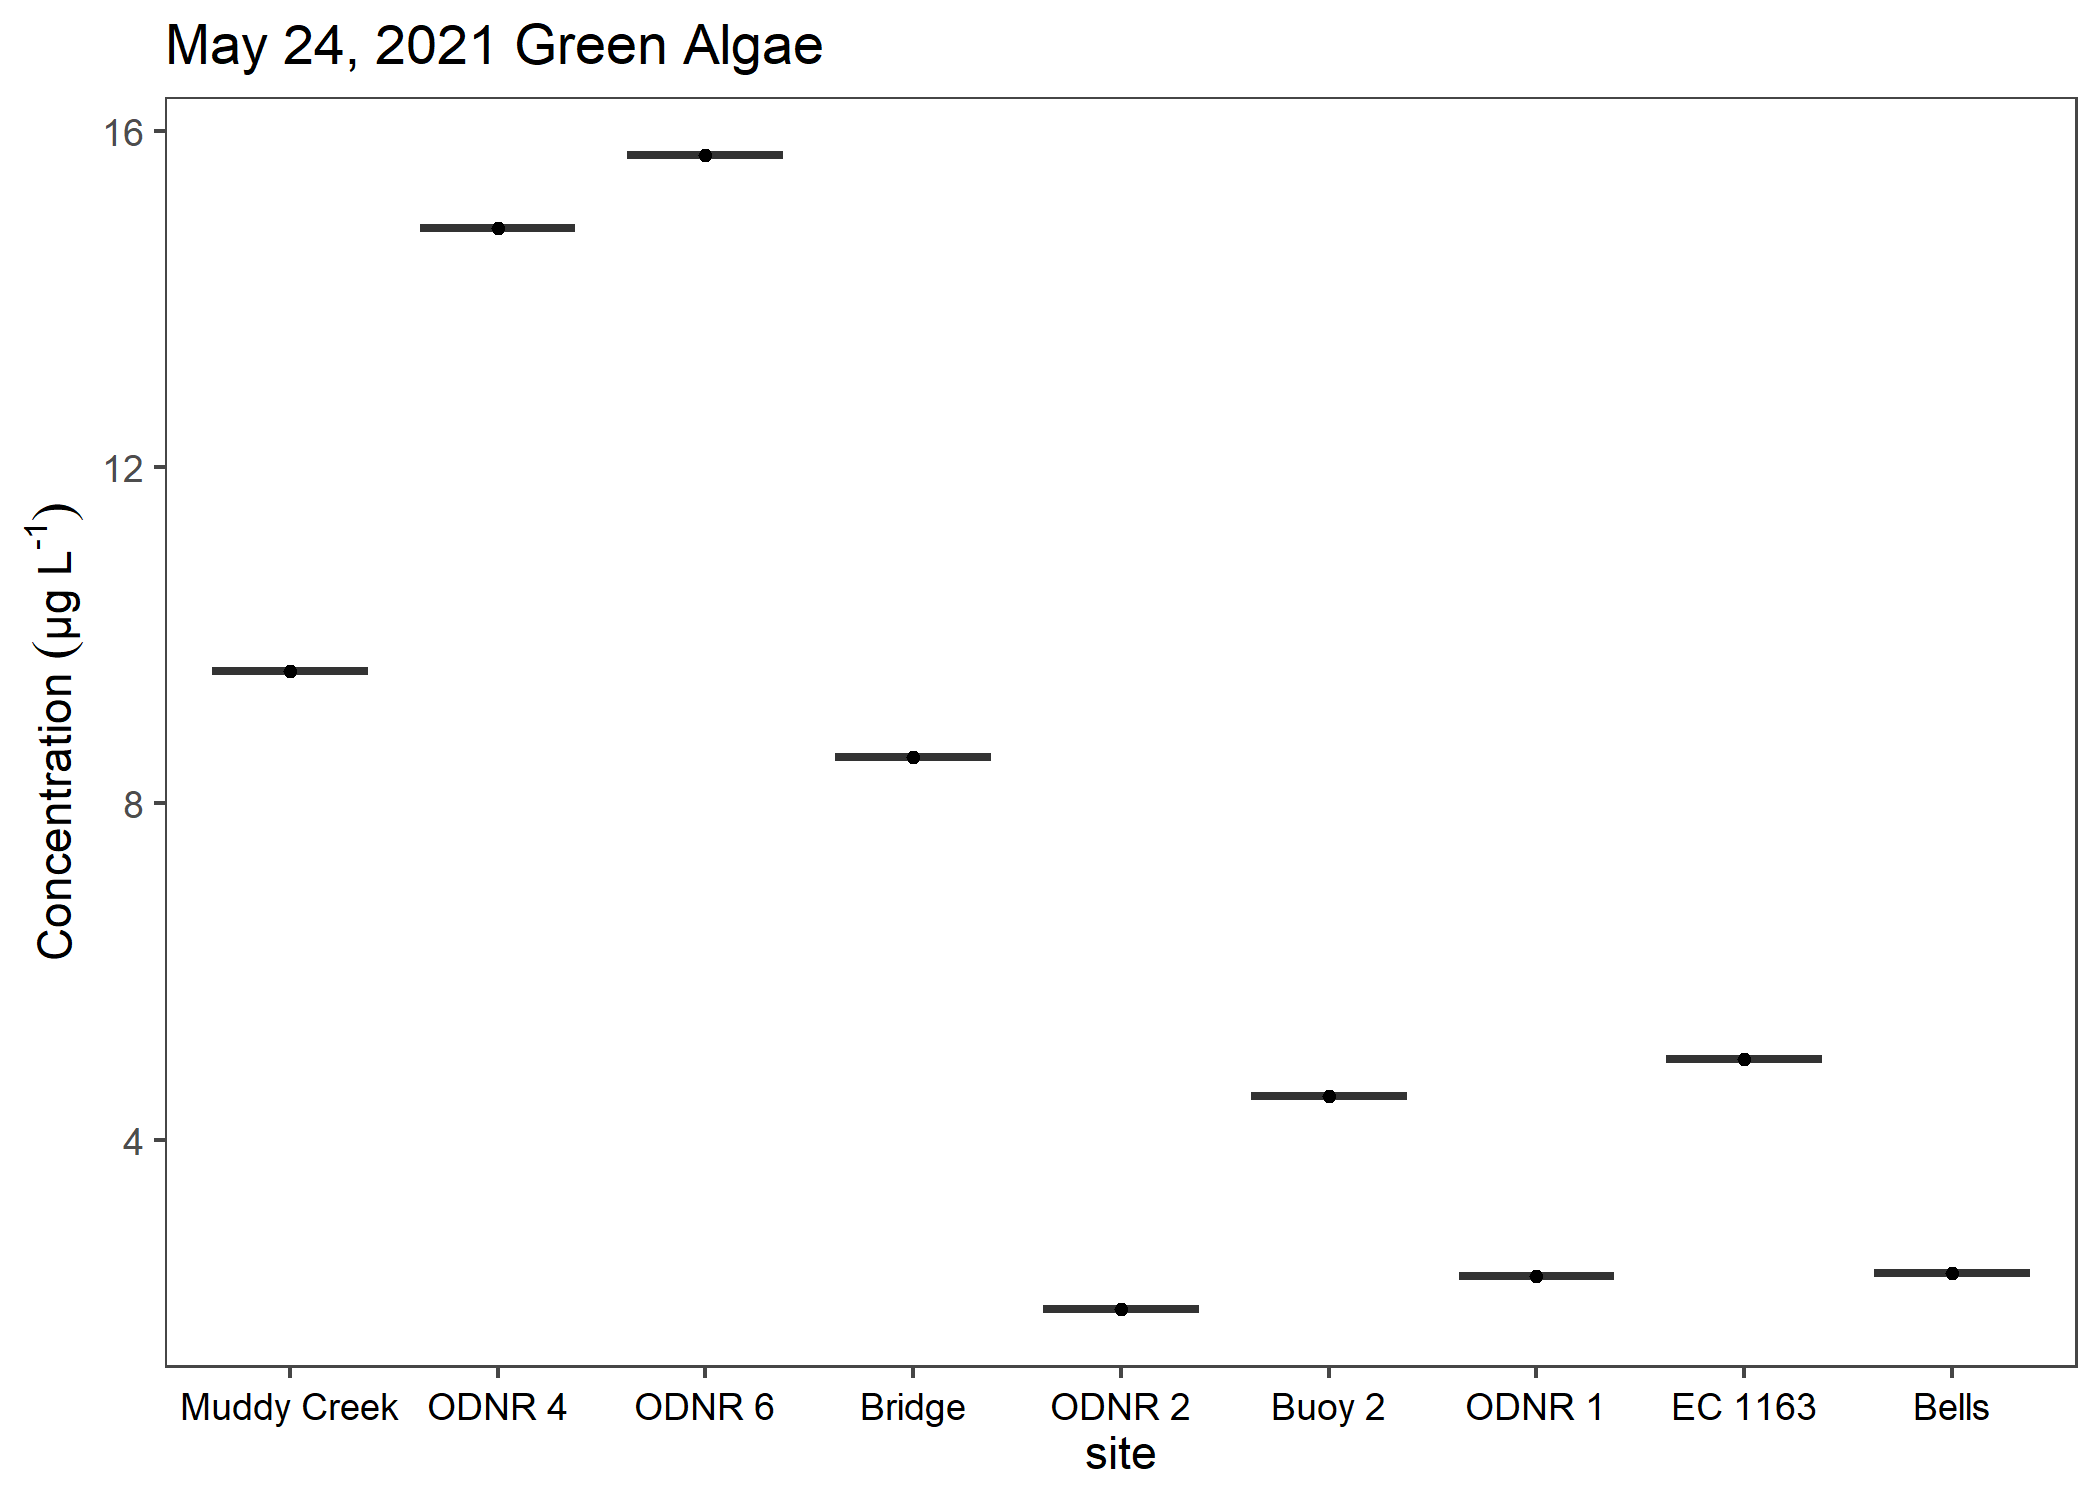 May 24, 2021 Green Algae
16
12
8
4
Concentration (µg L⁻¹)
Muddy Creek ODNR 4 ODNR 6 Bridge ODNR 2 Buoy 2 ODNR 1 EC 1163 Bells
site